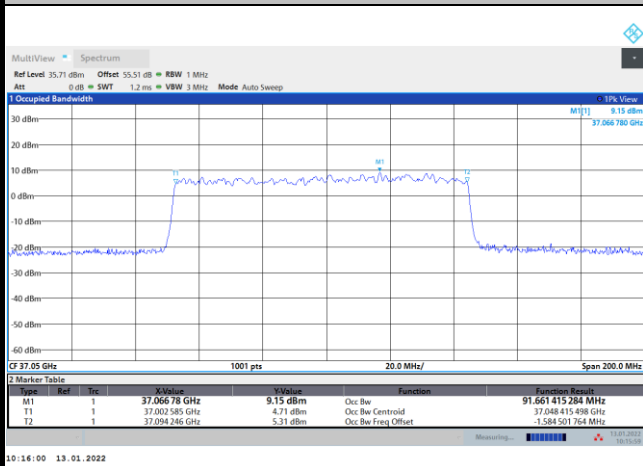 MultiView Spectrum
Ref Level 35.71 dBm Offset 55.51 dB RBW 1 MHz
Att 0 dB SWT 1.2 ms VBW 3 MHz Mode Auto Sweep
1 Occupied Bandwidth 1Pk View
M1[1] 9.15 dBm
37.066 780 GHz
30 dBm
20 dBm
M1
T1 T2
10 dBm
0 dBm
-10 dBm
-20 dBm
-30 dBm
-40 dBm
-50 dBm
-60 dBm
CF 37.05 GHz 1001 pts 20.0 MHz/ Span 200.0 MHz
2 Marker Table
Type Ref Trc X-Value Y-Value Function Function Result
M1 1 37.066 78 GHz 9.15 dBm Occ Bw 91.661 415 284 MHz
T1 1 37.002 585 GHz 4.71 dBm Occ Bw Centroid 37.048 415 498 GHz
T2 1 37.094 246 GHz 5.31 dBm Occ Bw Freq Offset -1.584 501 764 MHz
Measuring... 13.01.2022
10:15:59
10:16:00 13.01.2022